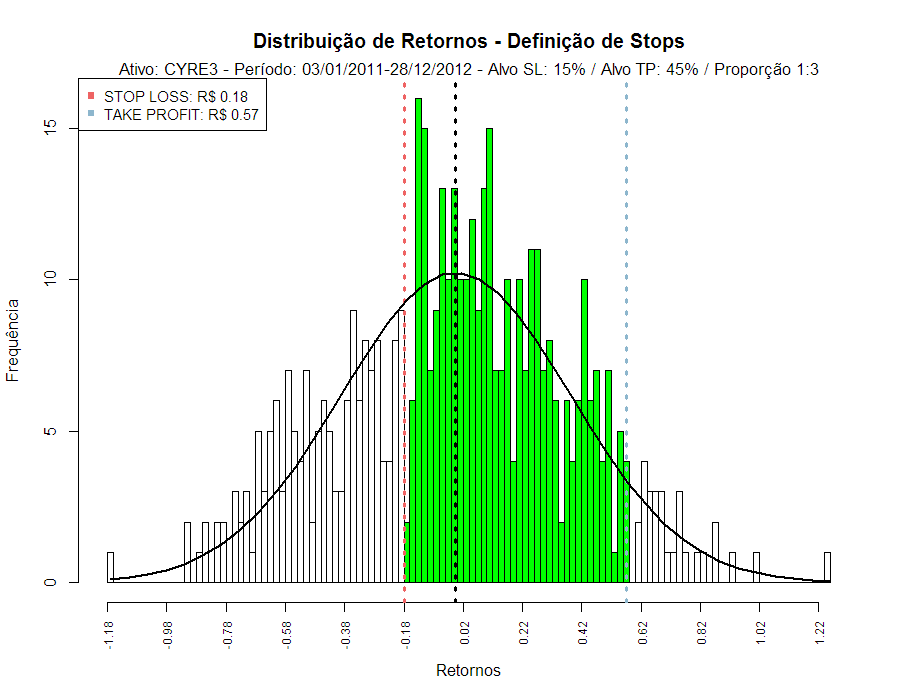 Distribuição de Retornos - Definição de Stops
Ativo: CYRE3 - Período: 03/01/2011-28/12/2012 - Alvo SL: 15% / Alvo TP: 45% / Proporção 1:3
STOP LOSS: R$ 0.18
TAKE PROFIT: R$ 0.57
Frequência
15
10
5
0
-1.18
-0.98
-0.78
-0.58
-0.38
-0.18
0.02
0.22
0.42
0.62
0.82
1.02
1.22
Retornos